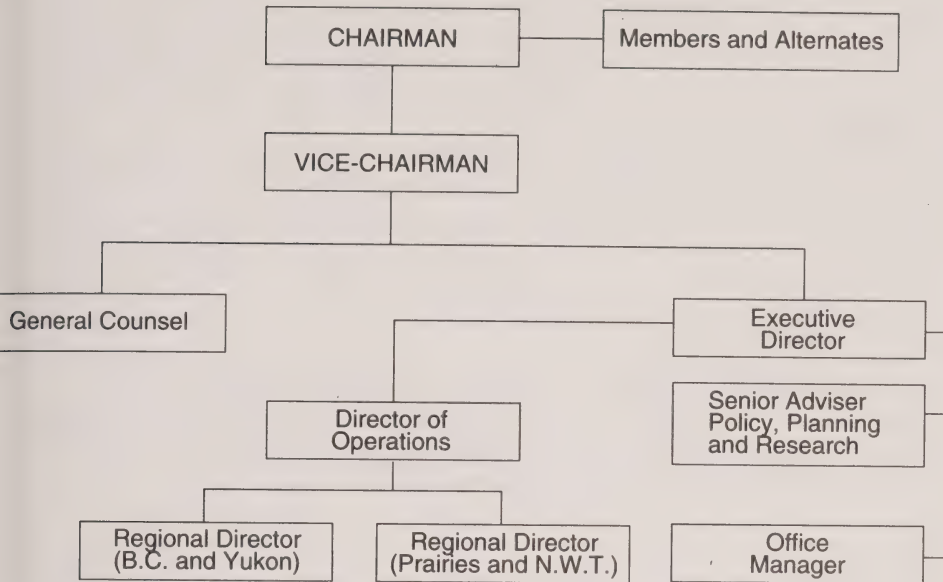 CHAIRMAN
Members and Alternates
VICE-CHAIRMAN
General Counsel
Executive
Director
Director of
Operations
Senior Adviser
Policy, Planning
and Research
Regional Director
(B.C. and Yukon)
Regional Director
(Prairies and N.W.T.)
Office
Manager